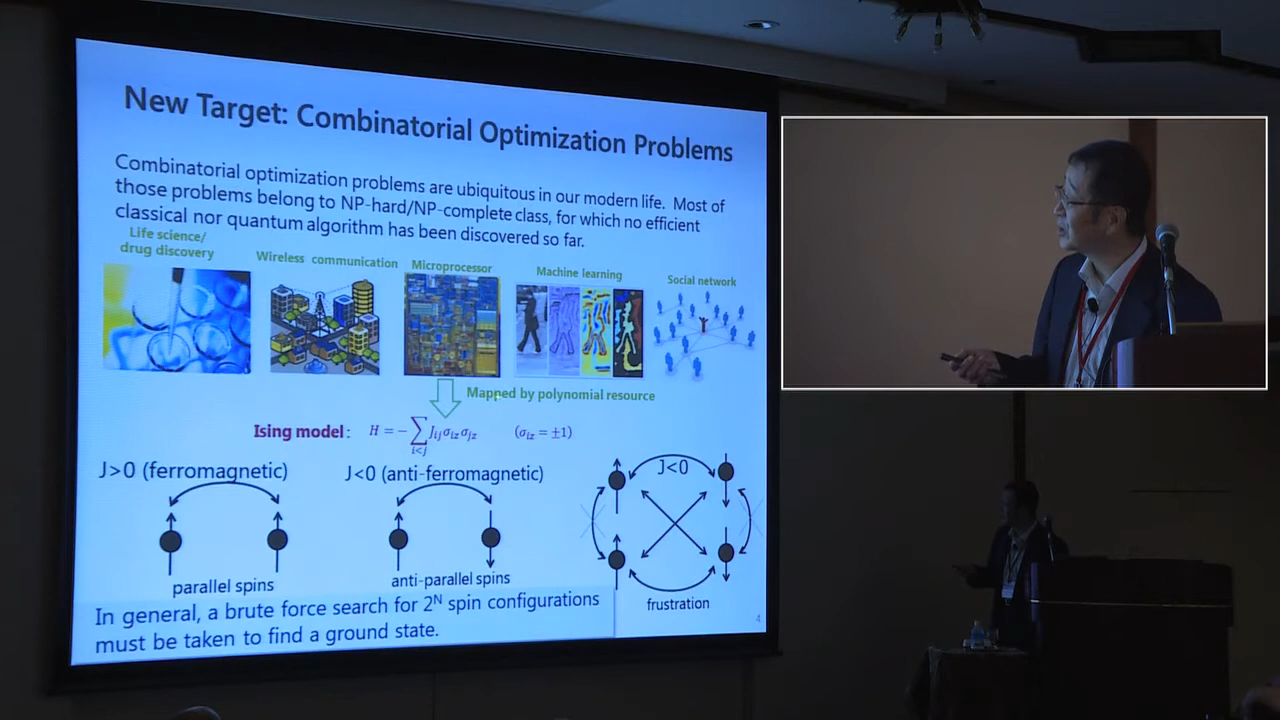 New Target: Combinatorial Optimization Problems
Combinatorial optimization problems are ubiquitous in our modern life. Most of
those problems belong to NP-hard/NP-complete class, for which no efficient
classical nor quantum algorithm has been discovered so far.
Life science/
drug discovery
Wireless communication
Microprocessor
Machine learning
Social network
Mapped by polynomial resource
Ising model: H = −∑i<j Jijσizσjz (σiz = ±1)
J>0 (ferromagnetic)
J<0 (anti-ferromagnetic)
J<0
parallel spins
anti-parallel spins
frustration
In general, a brute force search for 2^N spin configurations
must be taken to find a ground state.
4